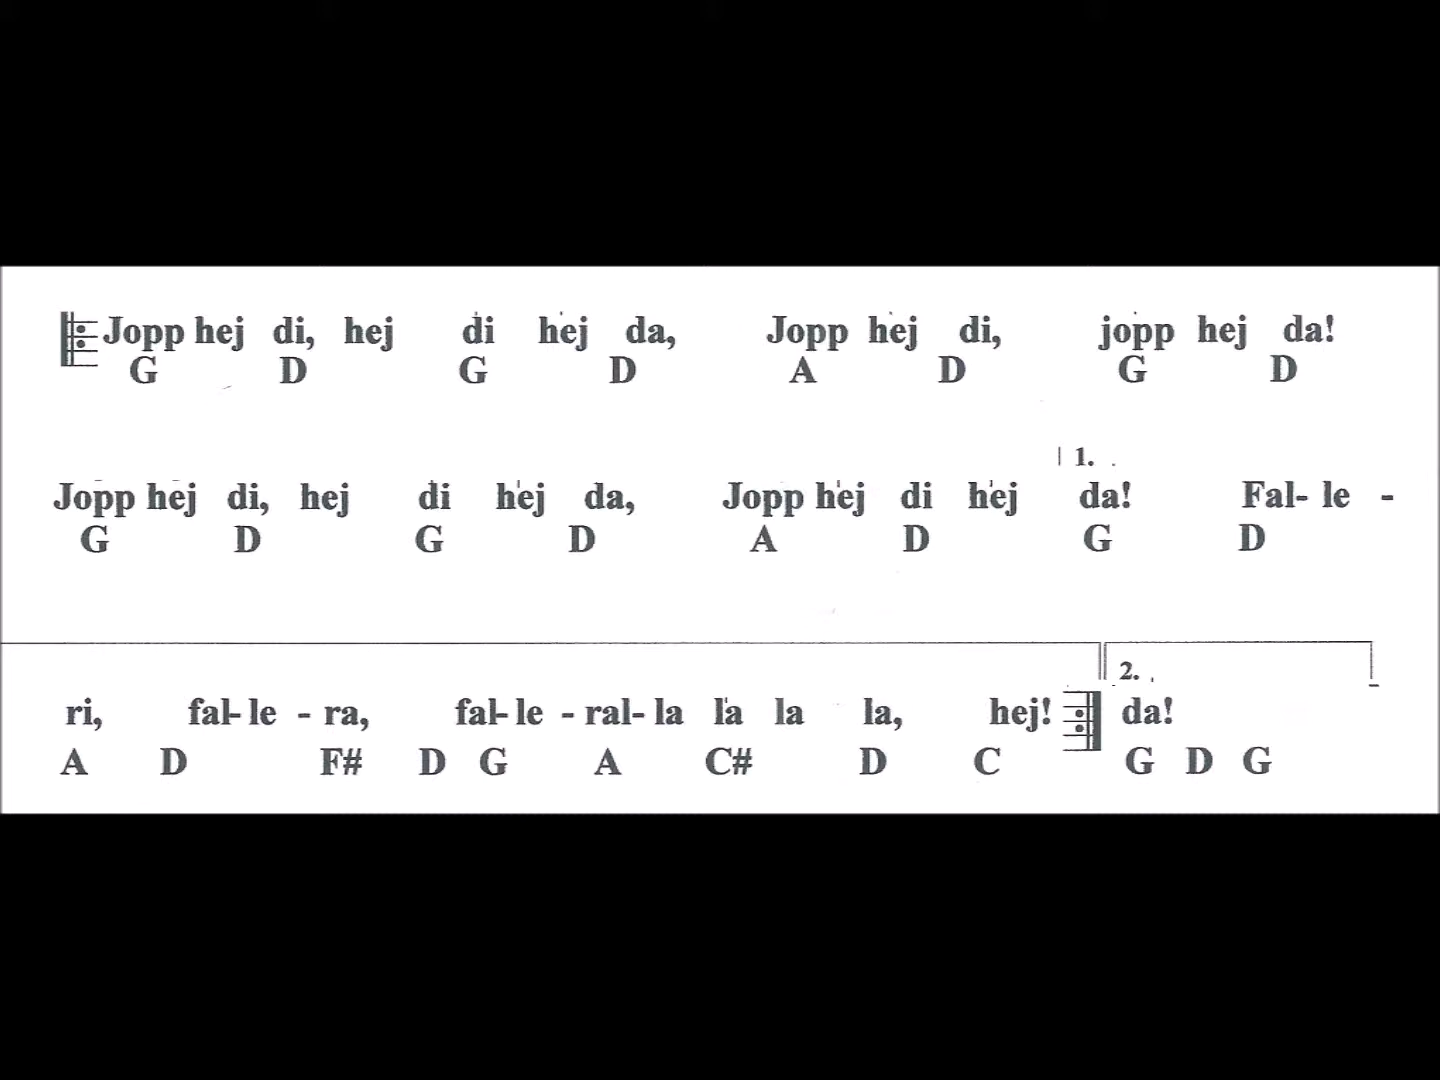 Jopp hej di, hej di hej da, Jopp hej di, jopp hej da!
G D G D A D G D
1.
Jopp hej di, hej di hej da, Jopp hej di hej da! Fal- le -
G D G D A D G D
2.
ri, fal- le - ra, fal- le - ral- la la la la, hej! da!
A D F# D G A C# D C G D G